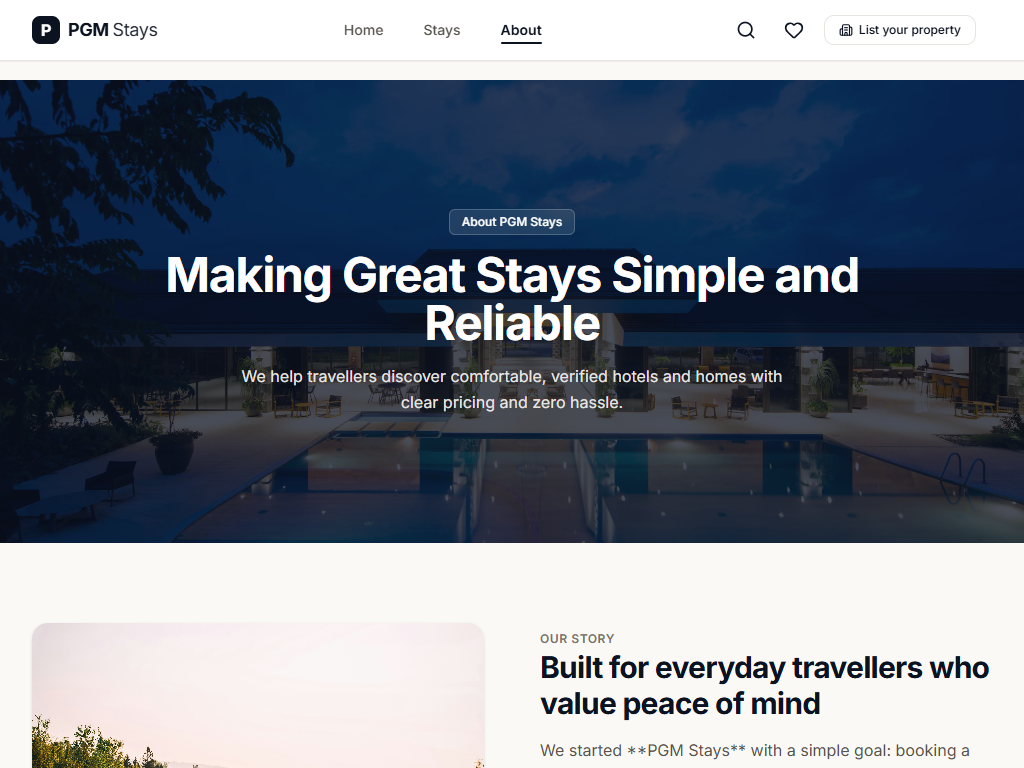 P PGM Stays
Home Stays About
List your property
About PGM Stays
Making Great Stays Simple and
Reliable
We help travellers discover comfortable, verified hotels and homes with
clear pricing and zero hassle.
OUR STORY
Built for everyday travellers who
value peace of mind
We started **PGM Stays** with a simple goal: booking a